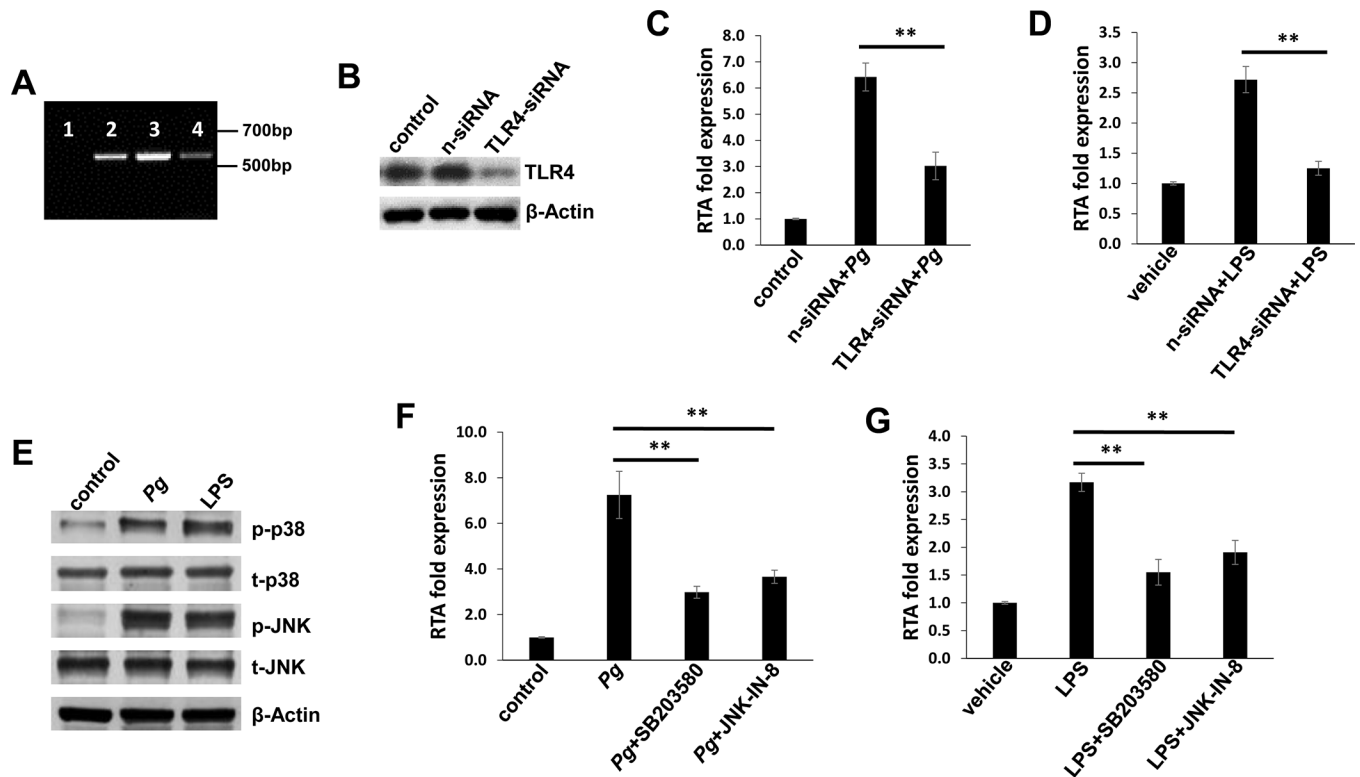 A
1 2 3 4
700bp
500bp
B
control
n-siRNA
TLR4-siRNA
TLR4
β-Actin
C
RTA fold expression
8.0
7.0
6.0
5.0
4.0
3.0
2.0
1.0
0.0
**
control
n-siRNA+Pg
TLR4-siRNA+Pg
D
RTA fold expression
3.5
3.0
2.5
2.0
1.5
1.0
0.5
0.0
**
vehicle
n-siRNA+LPS
TLR4-siRNA+LPS
E
control
Pg
LPS
p-p38
t-p38
p-JNK
t-JNK
β-Actin
F
RTA fold expression
10.0
8.0
6.0
4.0
2.0
0.0
**
**
control
Pg
Pg+SB203580
Pg+JNK-IN-8
G
RTA fold expression
4.0
3.5
3.0
2.5
2.0
1.5
1.0
0.5
0.0
**
**
vehicle
LPS
LPS+SB203580
LPS+JNK-IN-8